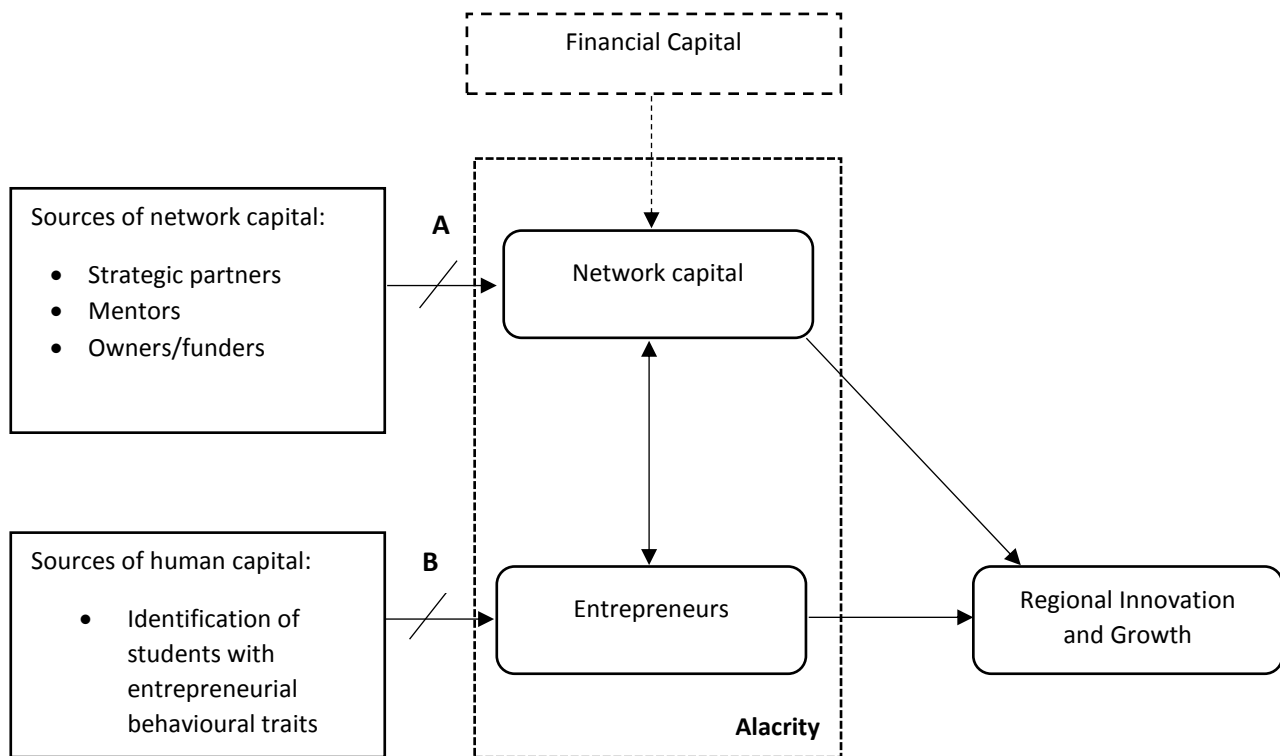 Financial Capital
Sources of network capital:
• Strategic partners
• Mentors
• Owners/funders
A
Network capital
Sources of human capital:
• Identification of
students with
entrepreneurial
behavioural traits
B
Entrepreneurs
Regional Innovation
and Growth
Alacrity